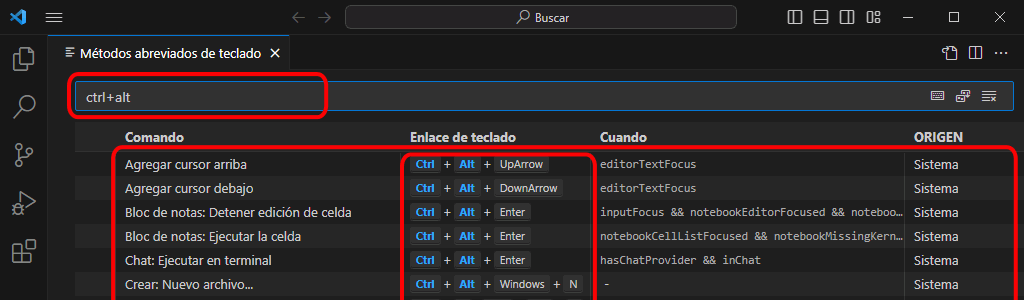 Buscar
Métodos abreviados de teclado
ctrl+alt
Comando Enlace de teclado Cuando ORIGEN
Agregar cursor arriba Ctrl + Alt + UpArrow editorTextFocus Sistema
Agregar cursor debajo Ctrl + Alt + DownArrow editorTextFocus Sistema
Bloc de notas: Detener edición de celda Ctrl + Alt + Enter inputFocus && notebookEditorFocused && noteboo… Sistema
Bloc de notas: Ejecutar la celda Ctrl + Alt + Enter notebookCellListFocused && notebookMissingKern… Sistema
Chat: Ejecutar en terminal Ctrl + Alt + Enter hasChatProvider && inChat Sistema
Crear: Nuevo archivo... Ctrl + Alt + Windows + N - Sistema